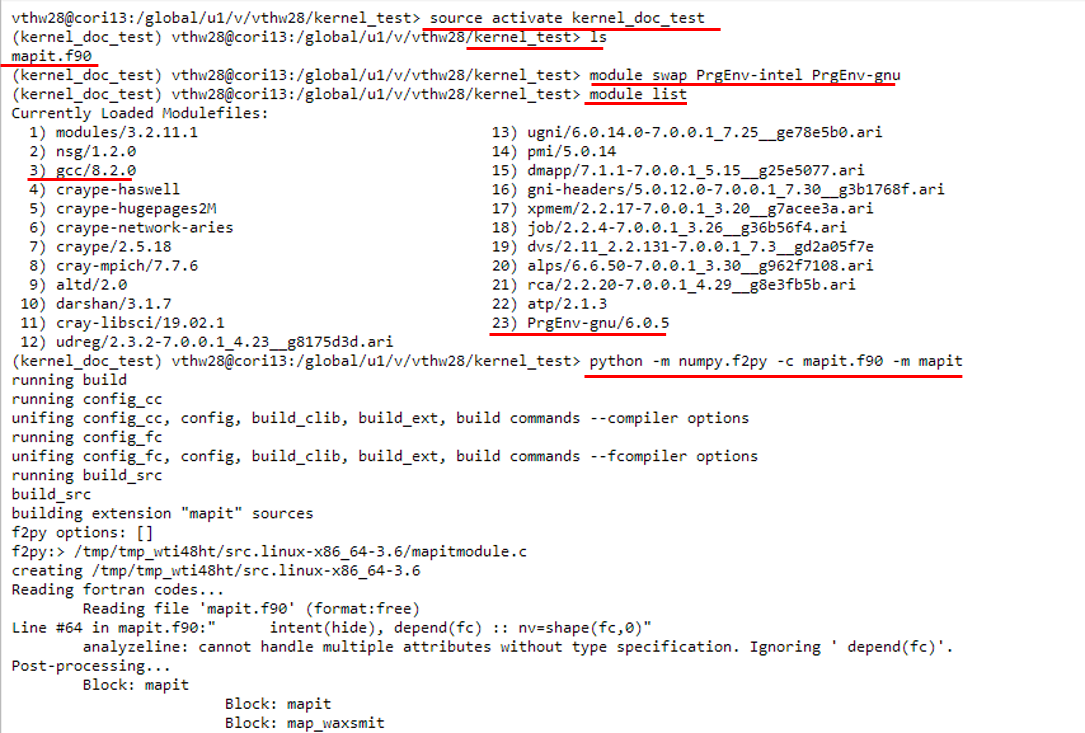 vthw28@cori13:/global/u1/v/vthw28/kernel_test> source activate kernel_doc_test
(kernel_doc_test) vthw28@cori13:/global/u1/v/vthw28/kernel_test> ls
mapit.f90
(kernel_doc_test) vthw28@cori13:/global/u1/v/vthw28/kernel_test> module swap PrgEnv-intel PrgEnv-gnu
(kernel_doc_test) vthw28@cori13:/global/u1/v/vthw28/kernel_test> module list
Currently Loaded Modulefiles:
  1) modules/3.2.11.1                                 13) ugni/6.0.14.0-7.0.0.1_7.25__ge78e5b0.ari
  2) nsg/1.2.0                                        14) pmi/5.0.14
  3) gcc/8.2.0                                        15) dmapp/7.1.1-7.0.0.1_5.15__g25e5077.ari
  4) craype-haswell                                   16) gni-headers/5.0.12.0-7.0.0.1_7.30__g3b1768f.ari
  5) craype-hugepages2M                               17) xpmem/2.2.17-7.0.0.1_3.20__g7acee3a.ari
  6) craype-network-aries                             18) job/2.2.4-7.0.0.1_3.26__g36b56f4.ari
  7) craype/2.5.18                                    19) dvs/2.11_2.2.131-7.0.0.1_7.3__gd2a05f7e
  8) cray-mpich/7.7.6                                 20) alps/6.6.50-7.0.0.1_3.30__g962f7108.ari
  9) altd/2.0                                         21) rca/2.2.20-7.0.0.1_4.29__g8e3fb5b.ari
 10) darshan/3.1.7                                    22) atp/2.1.3
 11) cray-libsci/19.02.1                              23) PrgEnv-gnu/6.0.5
 12) udreg/2.3.2-7.0.0.1_4.23__g8175d3d.ari
(kernel_doc_test) vthw28@cori13:/global/u1/v/vthw28/kernel_test> python -m numpy.f2py -c mapit.f90 -m mapit
running build
running config_cc
unifing config_cc, config, build_clib, build_ext, build commands --compiler options
running config_fc
unifing config_fc, config, build_clib, build_ext, build commands --fcompiler options
running build_src
build_src
building extension "mapit" sources
f2py options: []
f2py:> /tmp/tmp_wti48ht/src.linux-x86_64-3.6/mapitmodule.c
creating /tmp/tmp_wti48ht/src.linux-x86_64-3.6
Reading fortran codes...
        Reading file 'mapit.f90' (format:free)
Line #64 in mapit.f90:"      intent(hide), depend(fc) :: nv=shape(fc,0)"
        analyzeline: cannot handle multiple attributes without type specification. Ignoring ' depend(fc)'.
Post-processing...
        Block: mapit
                        Block: mapit
                        Block: map_waxsmit